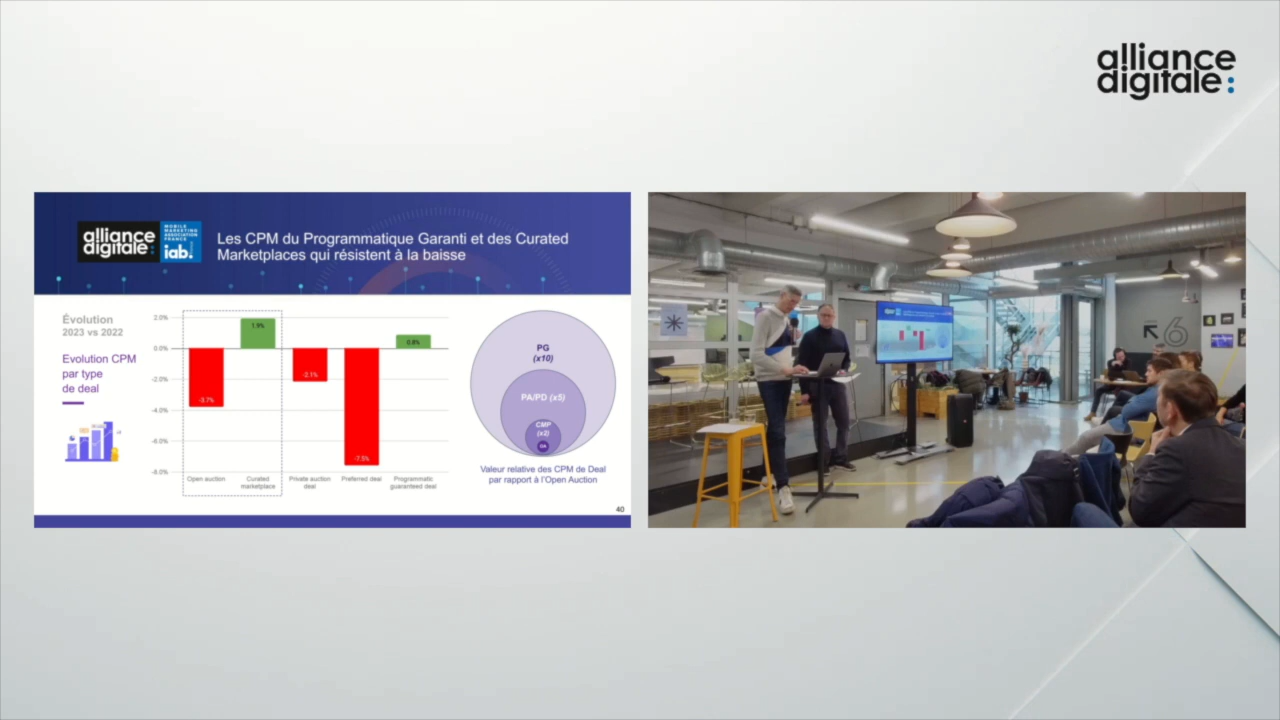 alliance
digitale:
alliance
digitale:
MOBILE
MARKETING
ASSOCIATION
FRANCE
iab.
Les CPM du Programmatique Garanti et des Curated
Marketplaces qui résistent à la baisse
Évolution
2023 vs 2022
Evolution CPM
par type
de deal
2.0%
0.0%
-2.0%
-4.0%
-6.0%
-8.0%
-3.7%
1.9%
-2.1%
-7.5%
0.9%
Open auction
Curated
marketplace
Private auction
deal
Preferred deal
Programmatic
guaranteed deal
PG
(x10)
PA/PD (x5)
CMP
(x2)
OA
Valeur relative des CPM de Deal
par rapport à l'Open Auction
40
6